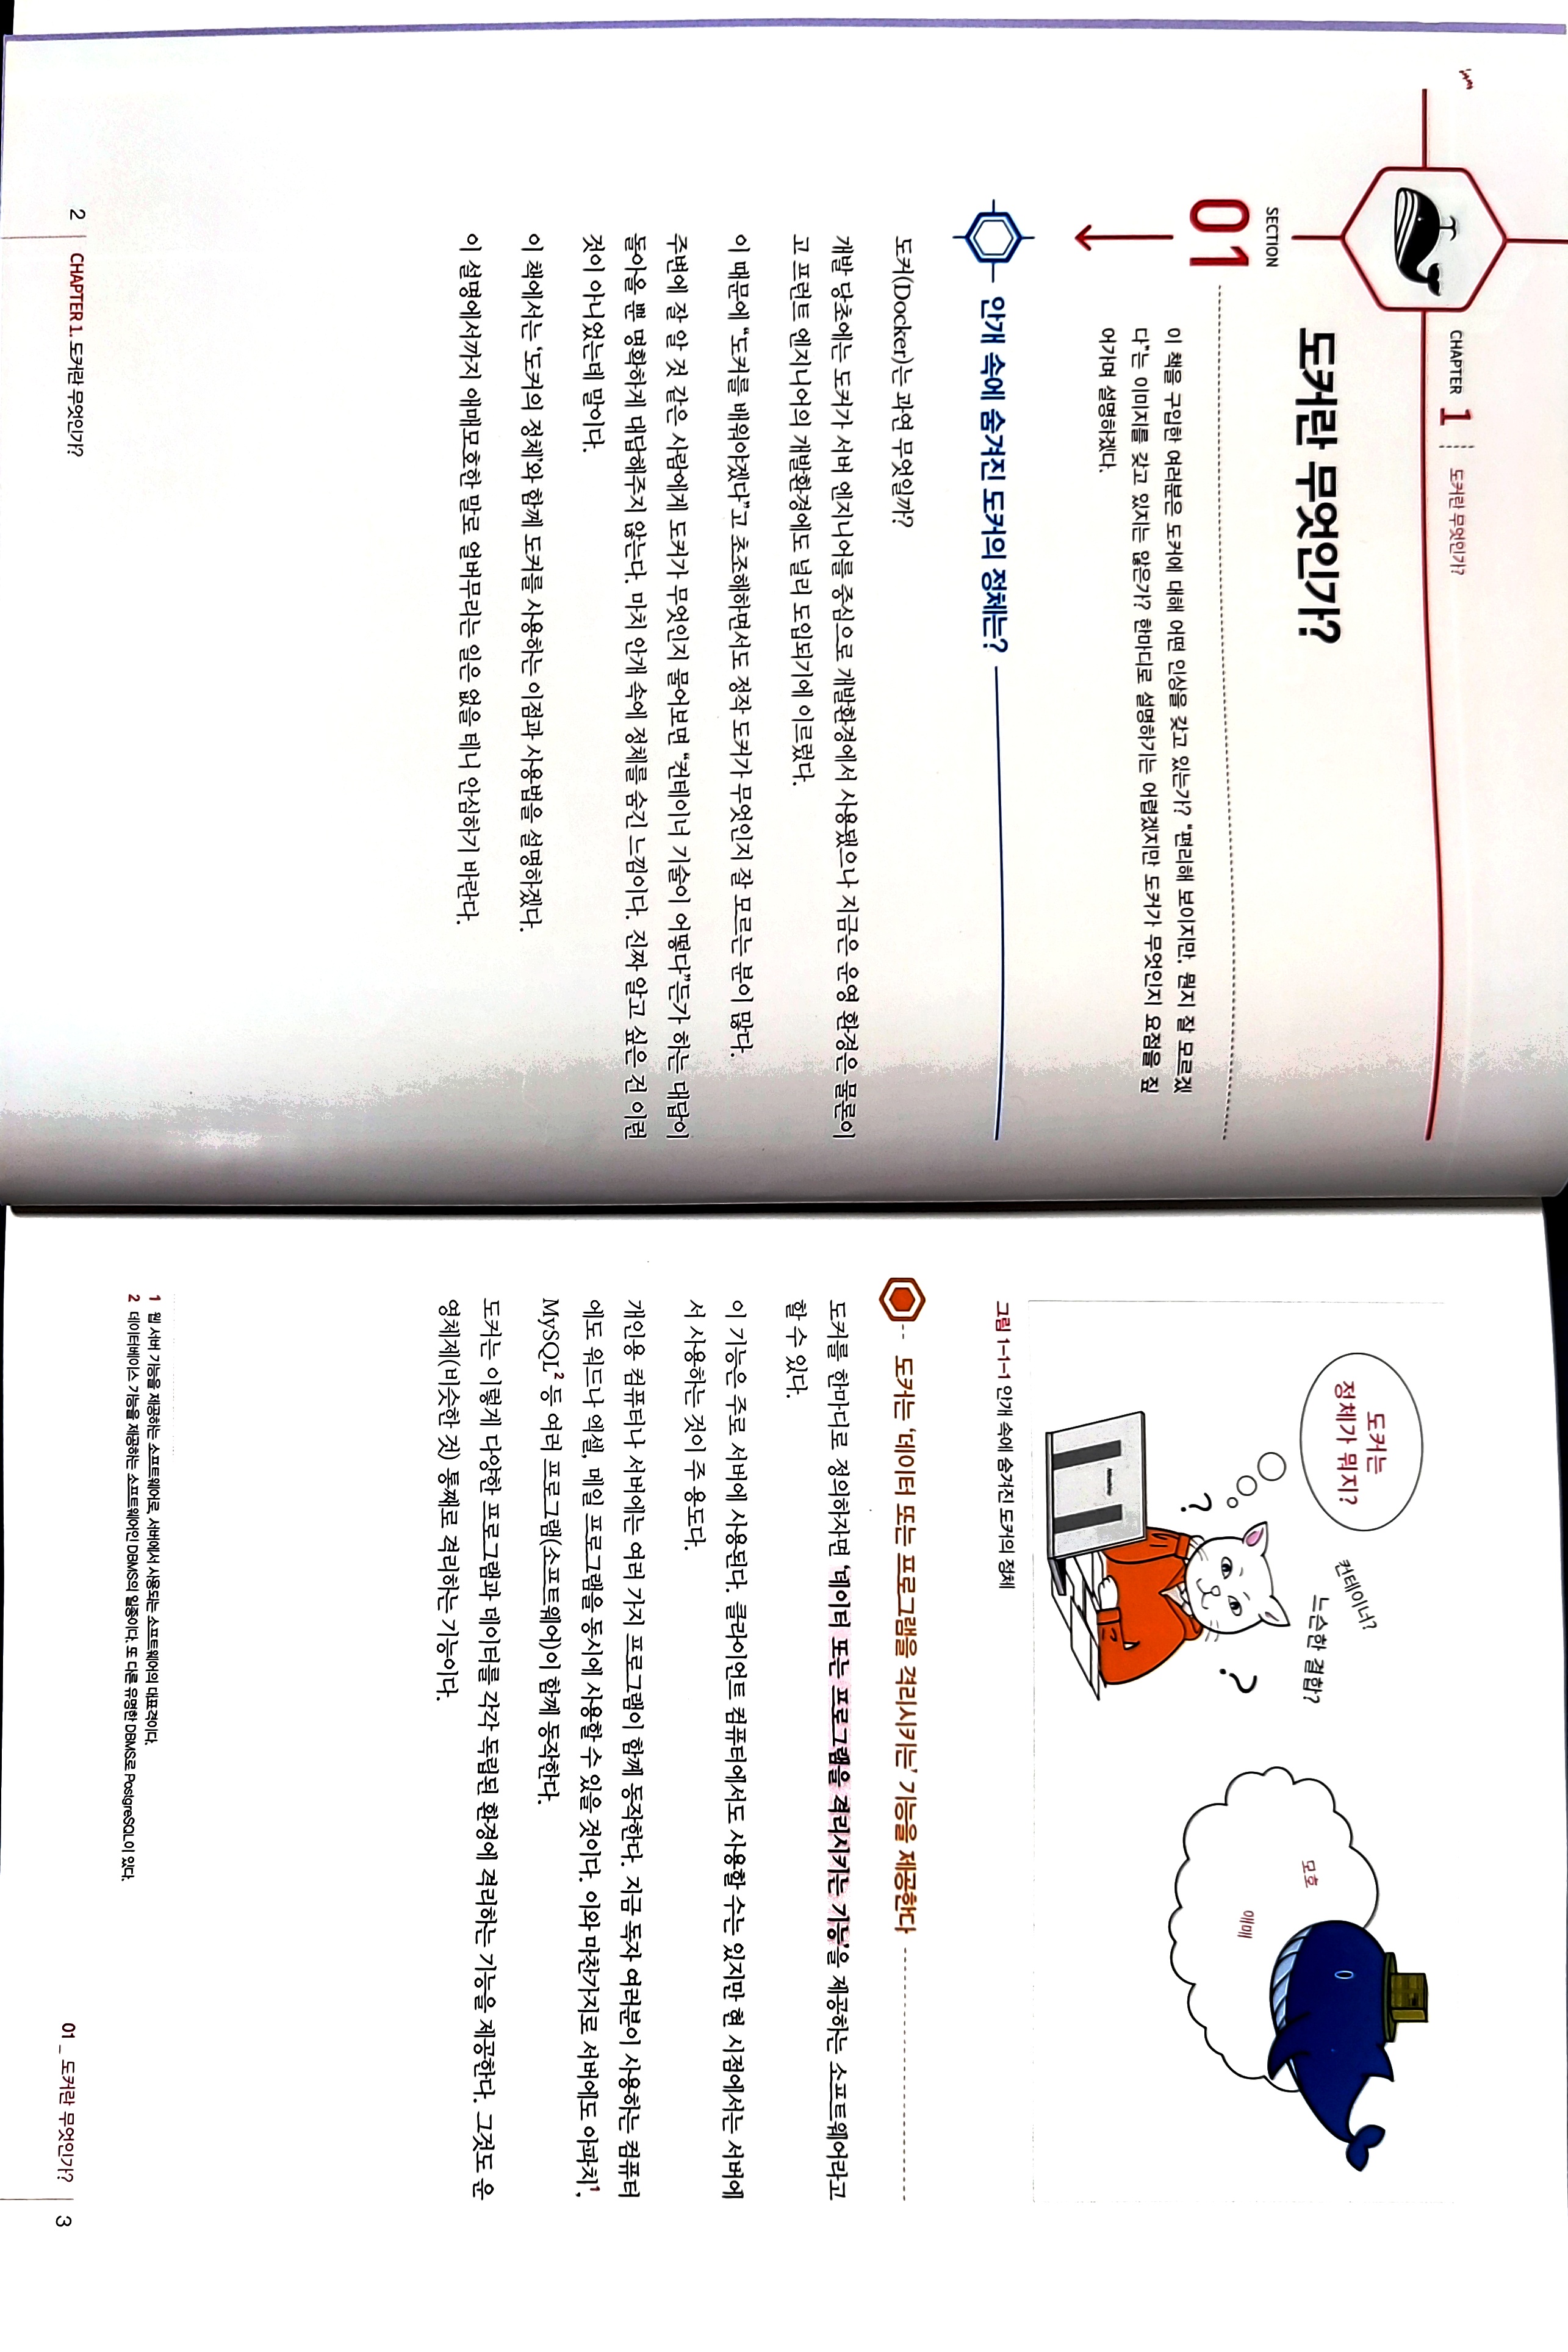 CHAPTER 1 도커란 무엇인가?
도커란 무엇인가?
SECTION
01
이 책을 구입한 여러분은 도커에 대해 어떤 인상을 갖고 있는가? "편리해 보이지만, 뭔지 잘 모르겠
다"는 이미지를 갖고 있지는 않은가? 한마디로 설명하기는 어렵겠지만 도커가 무엇인지 요점을 짚
어가며 설명하겠다.
안개 속에 숨겨진 도커의 정체는?
도커(Docker)는 과연 무엇일까?
개발 당초에는 도커가 서버 엔지니어를 중심으로 개발환경에서 사용됐으나 지금은 운영 환경은 물론이
고 프런트 엔지니어의 개발환경에도 널리 도입되기에 이르렀다.
이 때문에 "도커를 배워야겠다"고 초조해하면서도 정작 도커가 무엇인지 잘 모르는 분이 많다.
주변에 잘 알 것 같은 사람에게 도커가 무엇인지 물어보면 "컨테이너 기술이 어떻다"든가 하는 대답이
돌아올 뿐 명확하게 대답해주지 않는다. 마치 안개 속에 정체를 숨긴 느낌이다. 진짜 알고 싶은 건 이런
것이 아니었는데 말이다.
이 책에서는 '도커의 정체'와 함께 도커를 사용하는 이점과 사용법을 설명하겠다.
이 설명에서까지 애매모호한 말로 얼버무리는 일은 없을 테니 안심하기 바란다.
2 CHAPTER 1. 도커란 무엇인가?
도커는
정체가 뭐지?
컨테이너?
느슨한 결합?
모호
애매
그림 1-1-1 안개 속에 숨겨진 도커의 정체
도커는 '데이터 또는 프로그램을 격리시키는' 기능을 제공한다
도커를 한마디로 정의하자면 '데이터 또는 프로그램을 격리시키는 기능'을 제공하는 소프트웨어라고
할 수 있다.
이 기능은 주로 서버에 사용된다. 클라이언트 컴퓨터에서도 사용할 수는 있지만 현 시점에서는 서버에
서 사용하는 것이 주 용도다.
개인용 컴퓨터나 서버에는 여러 가지 프로그램이 함께 동작한다. 지금 독자 여러분이 사용하는 컴퓨터
에도 워드나 엑셀, 메일 프로그램을 동시에 사용할 수 있을 것이다. 이와 마찬가지로 서버에도 아파치1,
MySQL2 등 여러 프로그램(소프트웨어)이 함께 동작한다.
도커는 이렇게 다양한 프로그램과 데이터를 각각 독립된 환경에 격리하는 기능을 제공한다. 그것도 운
영체제(비슷한 것) 통째로 격리하는 기능이다.
1 웹 서버 기능을 제공하는 소프트웨어로, 서버에서 사용되는 소프트웨어의 대표격이다.
2 데이터베이스 기능을 제공하는 소프트웨어인 DBMS의 일종이다. 또 다른 유명한 DBMS로 PostgreSQL이 있다.
01 _ 도커란 무엇인가? 3